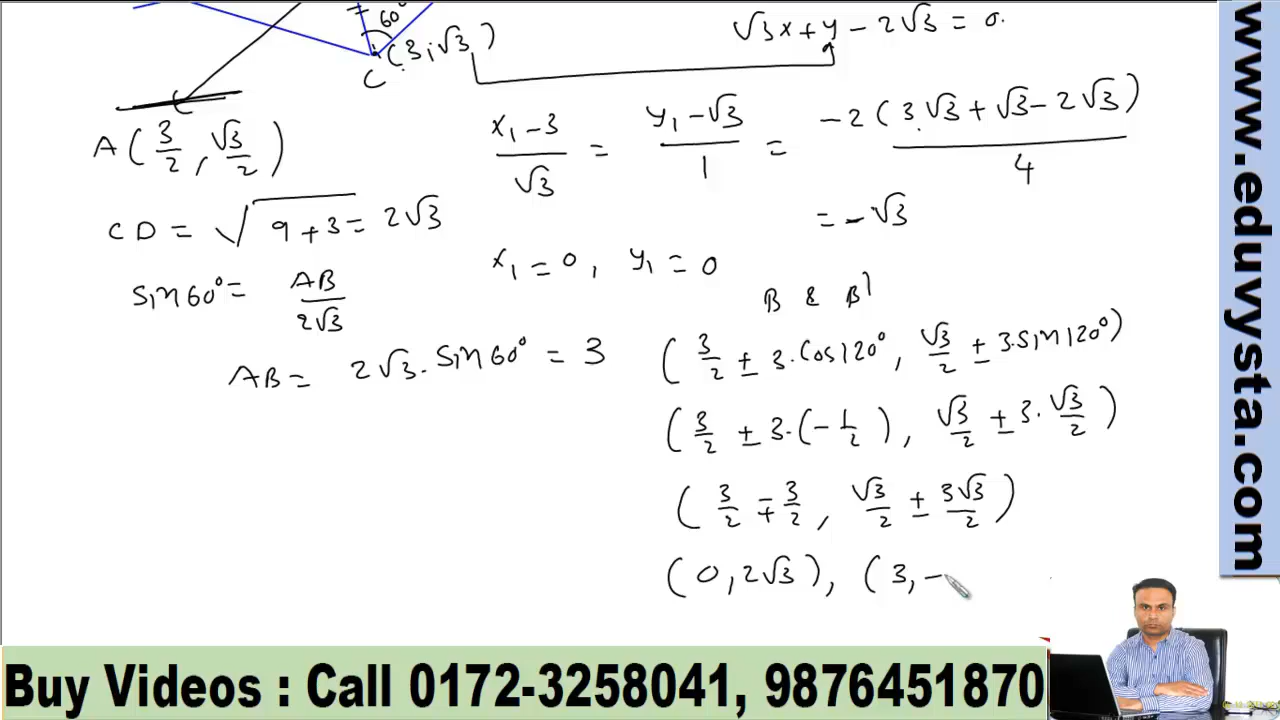 60°
√3x + y - 2√3 = 0.
C (3, √3)
A (3/2, √3/2)
(x₁ - 3)/√3 = (y₁ - √3)/1 = -2 (3.√3 + √3 - 2√3)/4
= -√3
CD = √(9 + 3) = 2√3
x₁ = 0, y₁ = 0
Sin 60° = AB/2√3
B & B'
AB = 2√3 . Sin 60° = 3
(3/2 ± 3.Cos120°, √3/2 ± 3.Sin120°)
(3/2 ± 3.(-1/2), √3/2 ± 3.√3/2)
(3/2 ∓ 3/2, √3/2 ± 3√3/2)
(0, 2√3), (3, -
www.eduvysta.com
Buy Videos : Call 0172-3258041, 9876451870